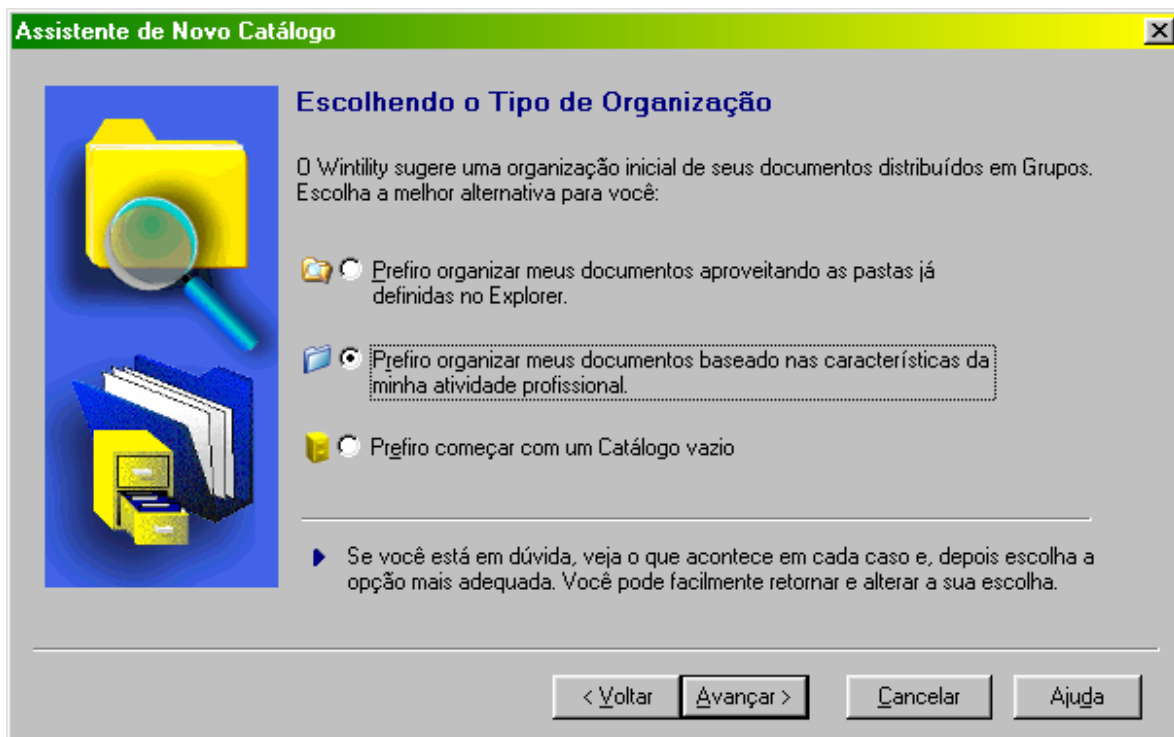 Assistente de Novo Catálogo
Escolhendo o Tipo de Organização
O Wintility sugere uma organização inicial de seus documentos distribuídos em Grupos.
Escolha a melhor alternativa para você:
Prefiro organizar meus documentos aproveitando as pastas já
definidas no Explorer.
Prefiro organizar meus documentos baseado nas características da
minha atividade profissional.
Prefiro começar com um Catálogo vazio
Se você está em dúvida, veja o que acontece em cada caso e, depois escolha a
opção mais adequada. Você pode facilmente retornar e alterar a sua escolha.
< Voltar Avançar > Cancelar Ajuda